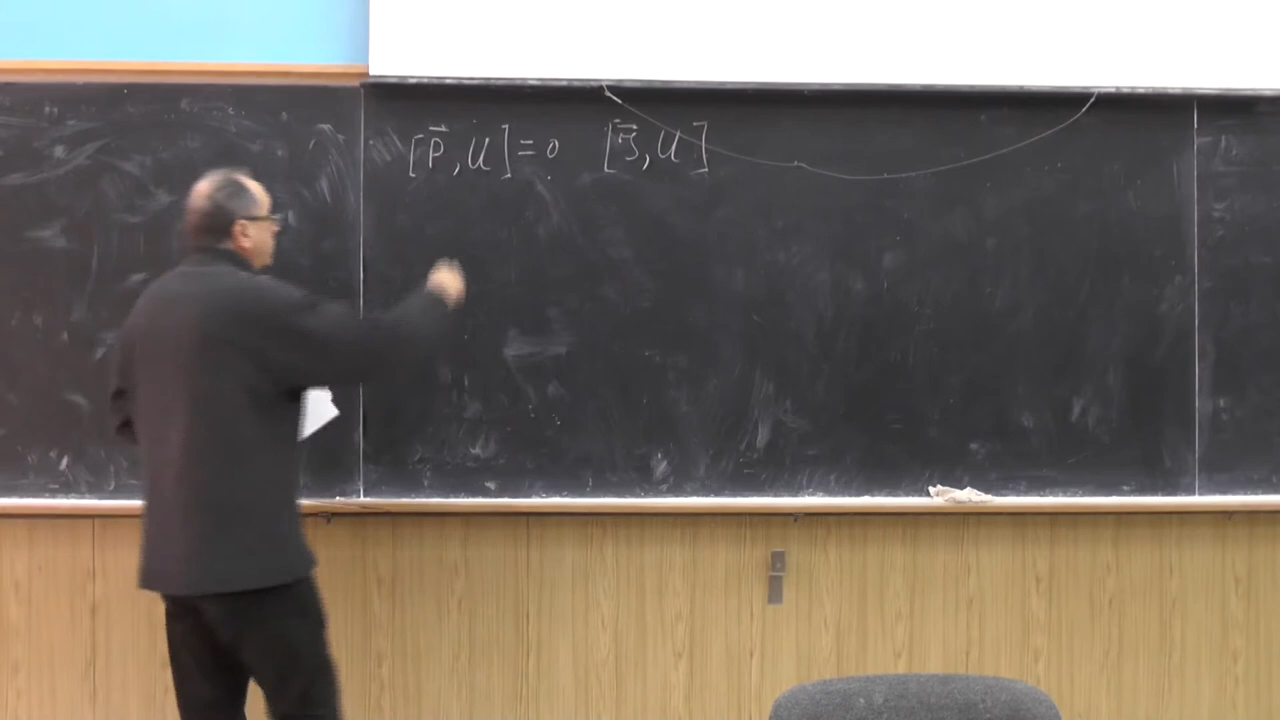 [P⃗, U] = 0 [J⃗, U]